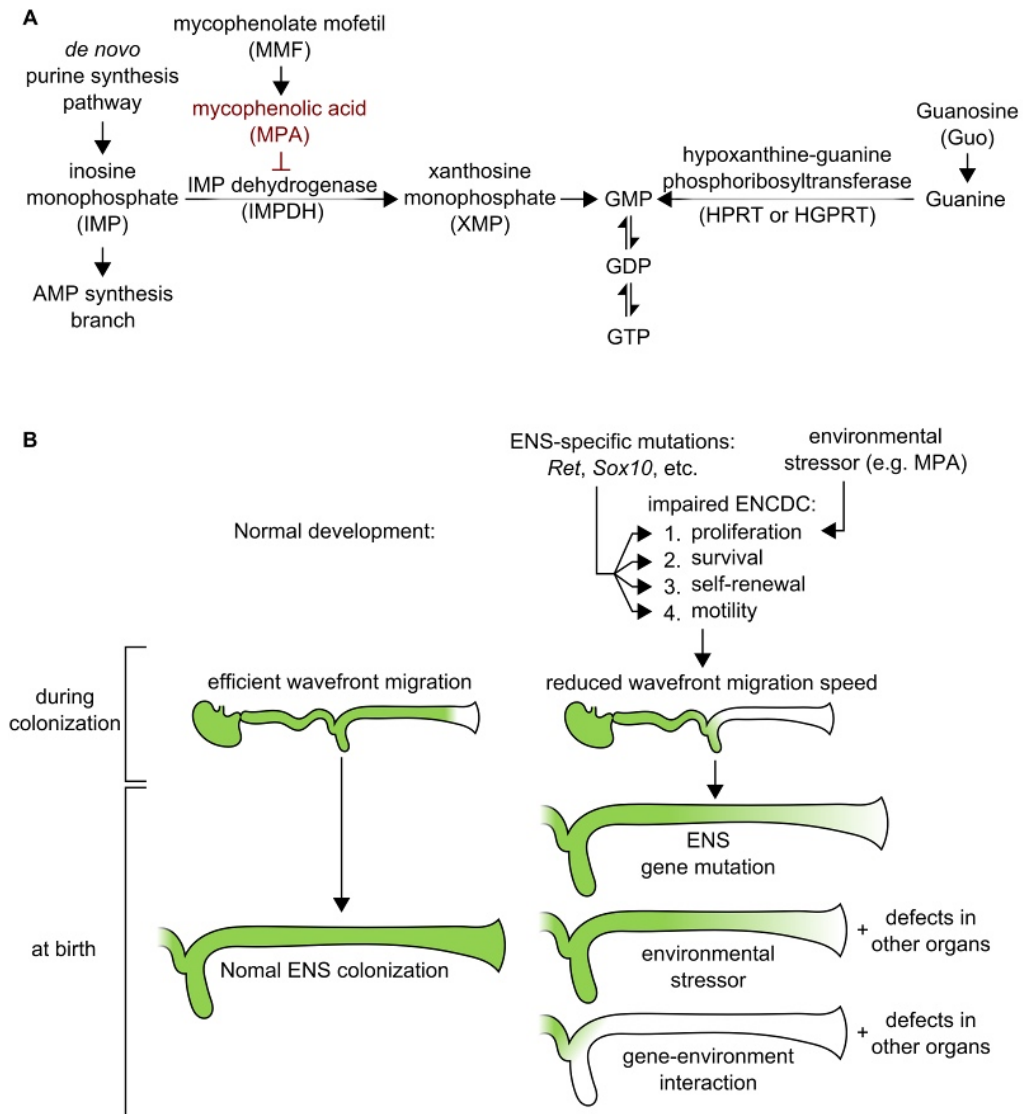 A
de novo
purine synthesis
pathway
mycophenolate mofetil
(MMF)
mycophenolic acid
(MPA)
inosine
monophosphate
(IMP)
IMP dehydrogenase
(IMPDH)
xanthosine
monophosphate
(XMP)
GMP
hypoxanthine-guanine
phosphoribosyltransferase
(HPRT or HGPRT)
Guanosine
(Guo)
Guanine
AMP synthesis
branch
GDP
GTP
B
ENS-specific mutations:
Ret, Sox10, etc.
environmental
stressor (e.g. MPA)
Normal development:
impaired ENCDC:
1. proliferation
2. survival
3. self-renewal
4. motility
during
colonization
efficient wavefront migration
reduced wavefront migration speed
at birth
Nomal ENS colonization
ENS
gene mutation
environmental
stressor
+ defects in
other organs
gene-environment
interaction
+ defects in
other organs